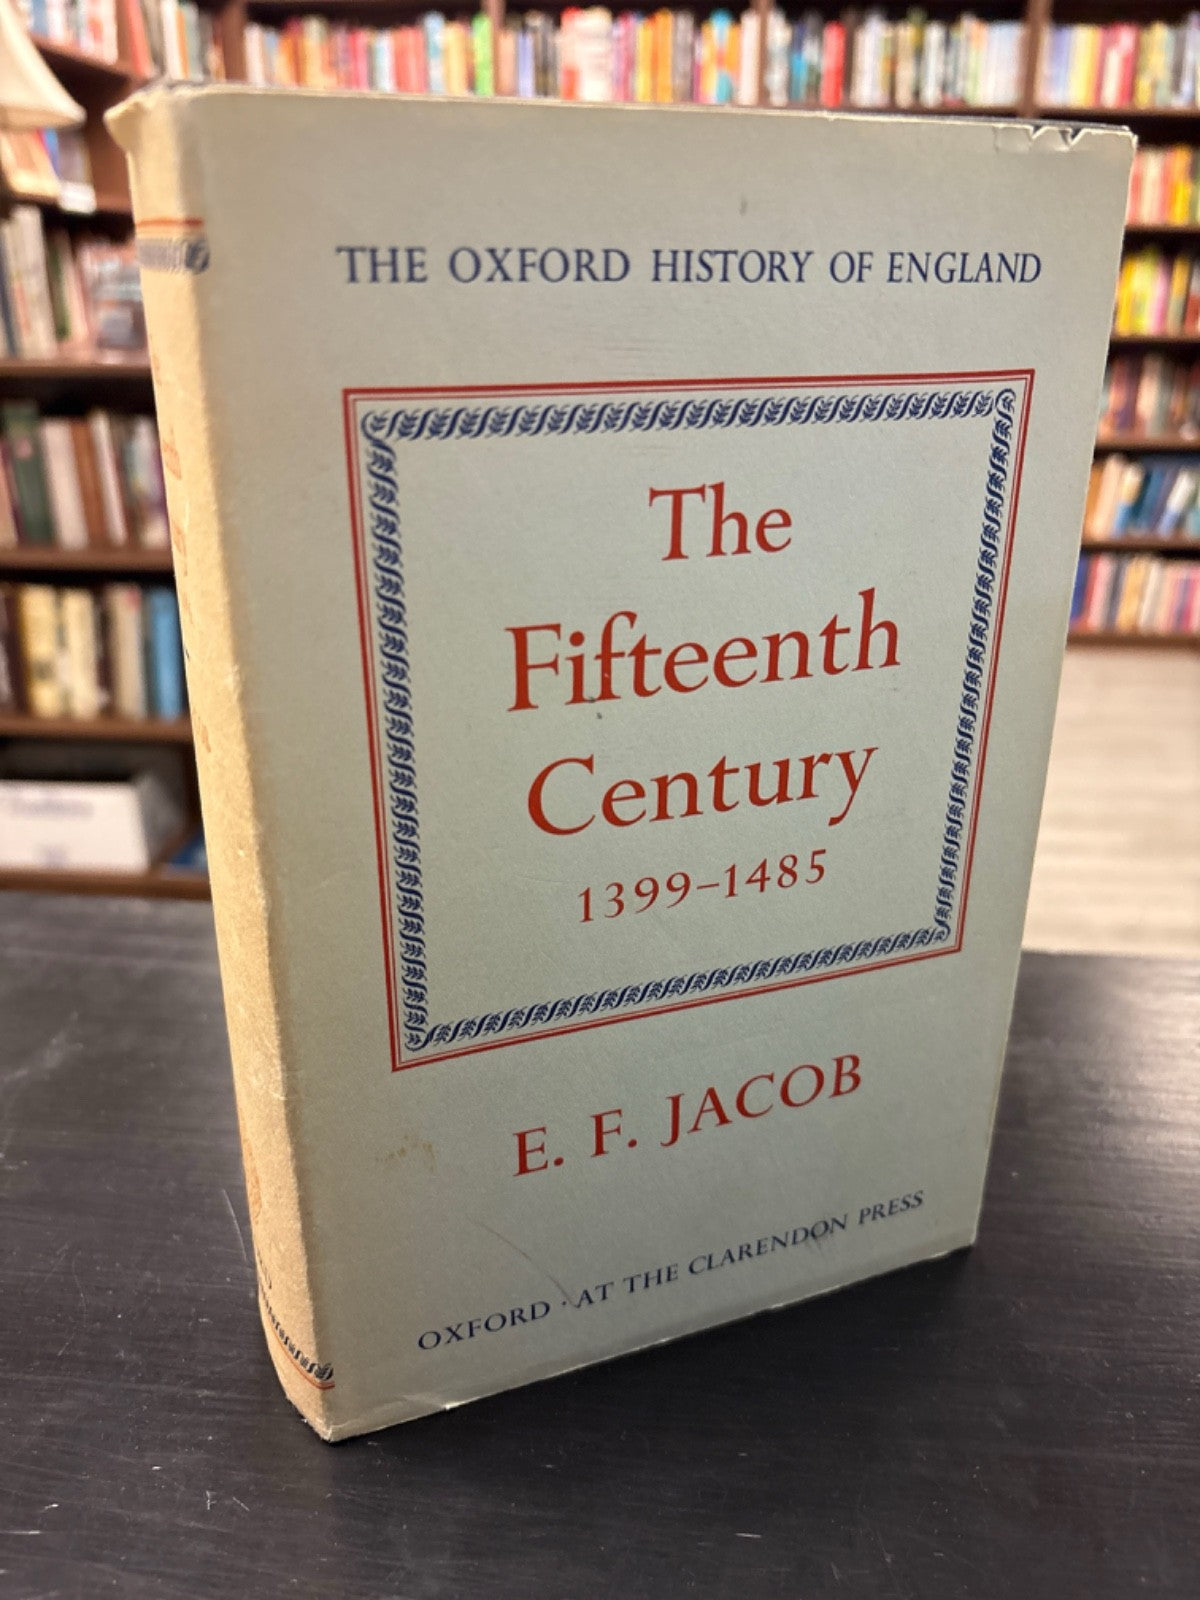 THE OXFORD HISTORY OF ENGLAND
The
Fifteenth
Century
1399–1485
E. F. JACOB
OXFORD · AT THE CLARENDON PRESS